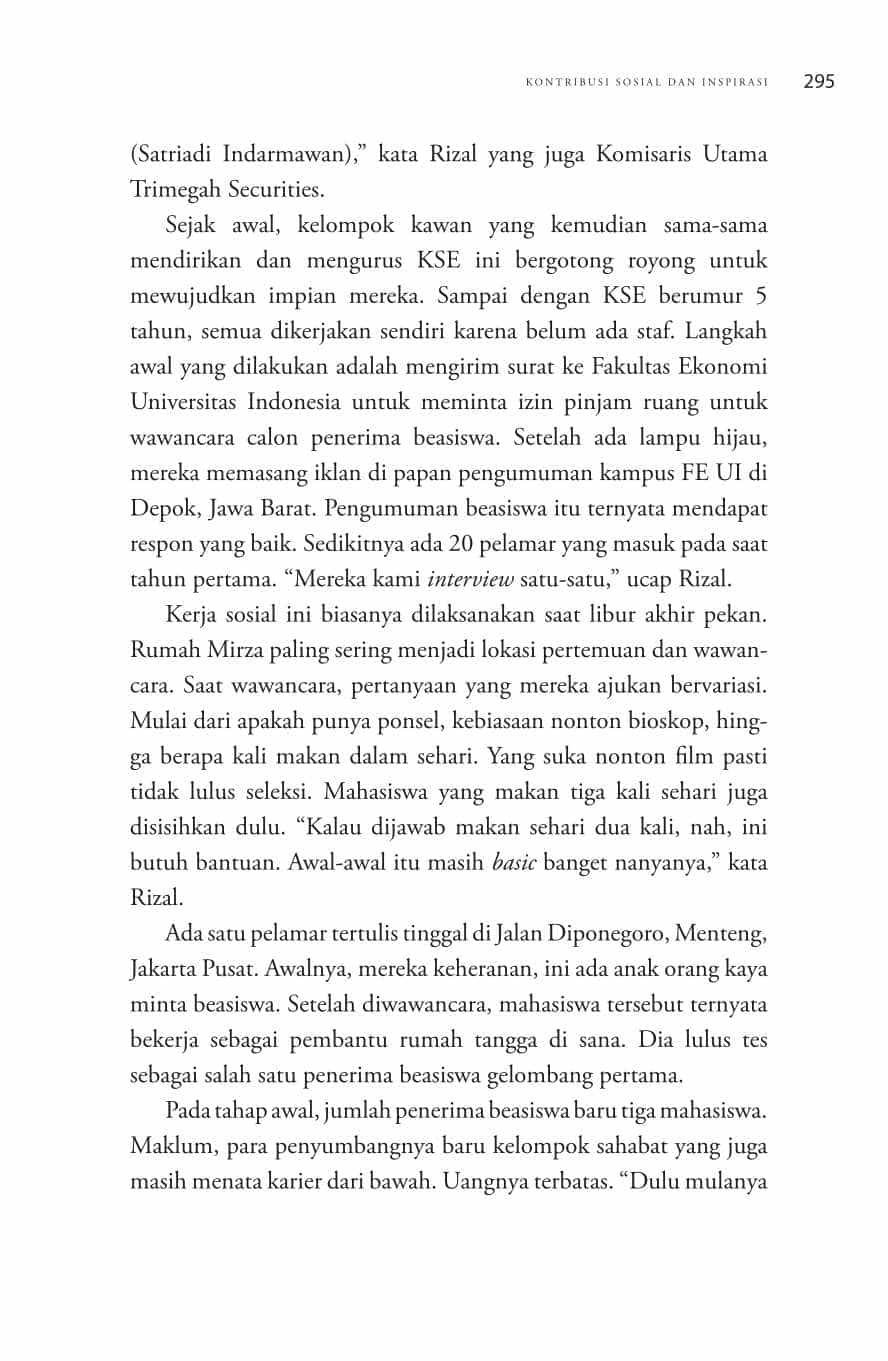 KONTRIBUSI SOSIAL DAN INSPIRASI 295
(Satriadi Indarmawan),” kata Rizal yang juga Komisaris Utama
Trimegah Securities.
Sejak awal, kelompok kawan yang kemudian sama-sama
mendirikan dan mengurus KSE ini bergotong royong untuk
mewujudkan impian mereka. Sampai dengan KSE berumur 5
tahun, semua dikerjakan sendiri karena belum ada staf. Langkah
awal yang dilakukan adalah mengirim surat ke Fakultas Ekonomi
Universitas Indonesia untuk meminta izin pinjam ruang untuk
wawancara calon penerima beasiswa. Setelah ada lampu hijau,
mereka memasang iklan di papan pengumuman kampus FE UI di
Depok, Jawa Barat. Pengumuman beasiswa itu ternyata mendapat
respon yang baik. Sedikitnya ada 20 pelamar yang masuk pada saat
tahun pertama. “Mereka kami interview satu-satu,” ucap Rizal.
Kerja sosial ini biasanya dilaksanakan saat libur akhir pekan.
Rumah Mirza paling sering menjadi lokasi pertemuan dan wawan-
cara. Saat wawancara, pertanyaan yang mereka ajukan bervariasi.
Mulai dari apakah punya ponsel, kebiasaan nonton bioskop, hing-
ga berapa kali makan dalam sehari. Yang suka nonton film pasti
tidak lulus seleksi. Mahasiswa yang makan tiga kali sehari juga
disisihkan dulu. “Kalau dijawab makan sehari dua kali, nah, ini
butuh bantuan. Awal-awal itu masih basic banget nanyanya,” kata
Rizal.
Ada satu pelamar tertulis tinggal di Jalan Diponegoro, Menteng,
Jakarta Pusat. Awalnya, mereka keheranan, ini ada anak orang kaya
minta beasiswa. Setelah diwawancara, mahasiswa tersebut ternyata
bekerja sebagai pembantu rumah tangga di sana. Dia lulus tes
sebagai salah satu penerima beasiswa gelombang pertama.
Pada tahap awal, jumlah penerima beasiswa baru tiga mahasiswa.
Maklum, para penyumbangnya baru kelompok sahabat yang juga
masih menata karier dari bawah. Uangnya terbatas. “Dulu mulanya